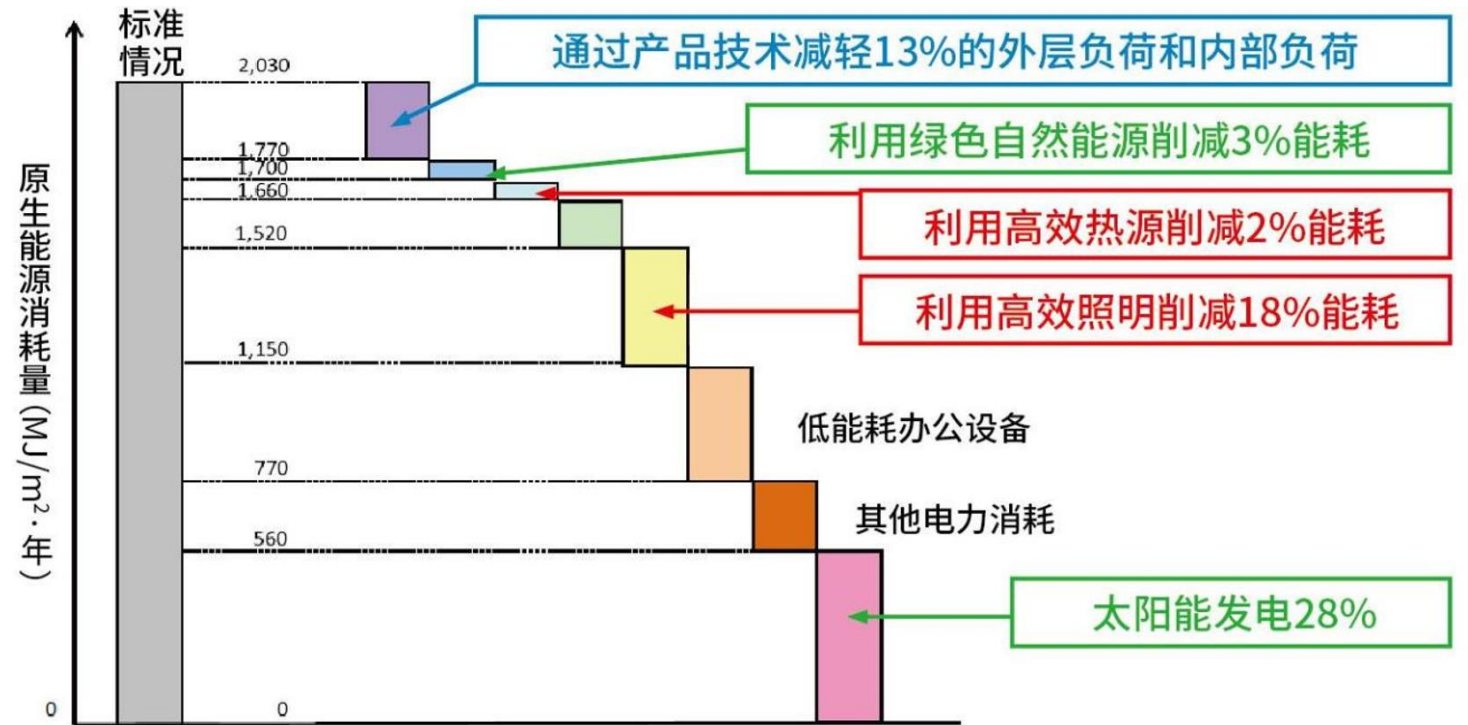 标准
情况
通过产品技术减轻13%的外层负荷和内部负荷
2,030
利用绿色自然能源削减3%能耗
1,770
1,700
1,660
利用高效热源削减2%能耗
1,520
利用高效照明削减18%能耗
1,150
低能耗办公设备
770
其他电力消耗
560
太阳能发电28%
0
0
原生能源消耗量(MJ/m²·年)